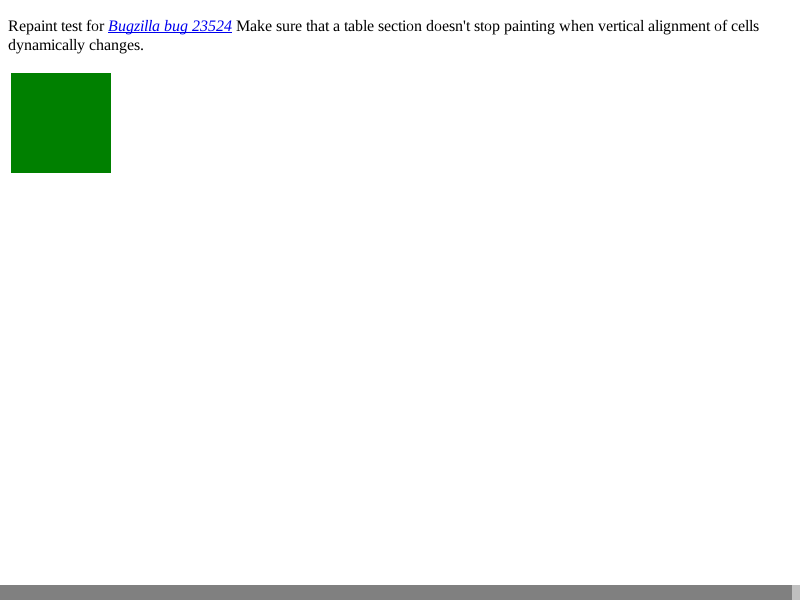 Repaint test for Bugzilla bug 23524 Make sure that a table section doesn't stop painting when vertical alignment of cells
dynamically changes.